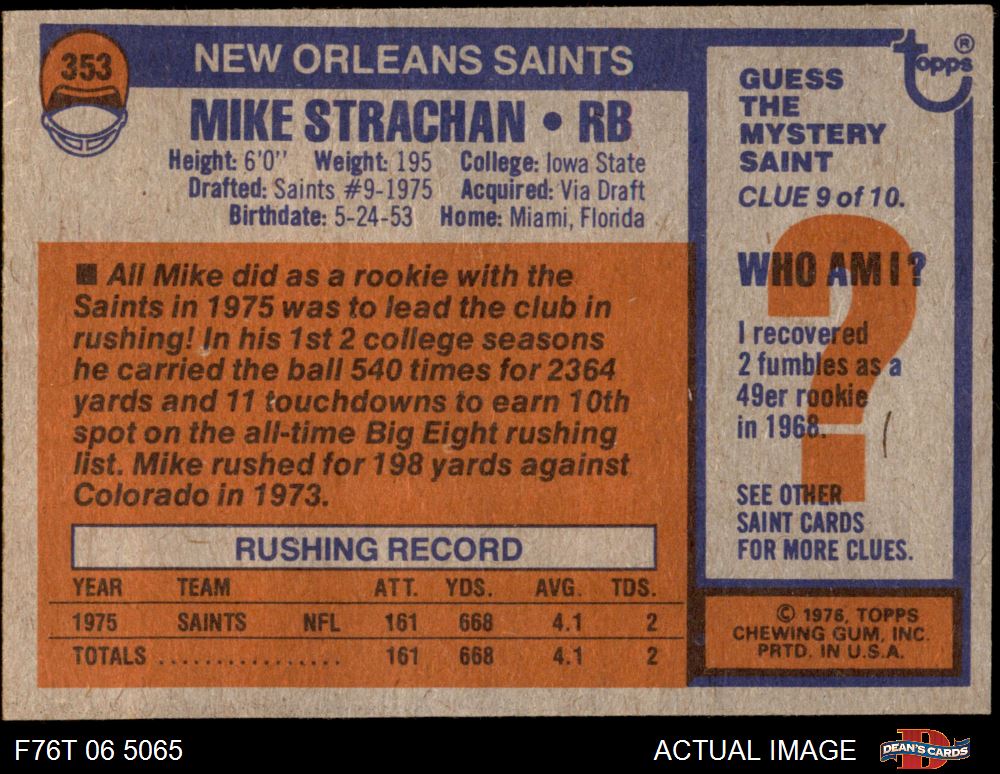 353
NEW ORLEANS SAINTS
MIKE STRACHAN • RB
Height: 6'0" Weight: 195 College: Iowa State
Drafted: Saints #9-1975 Acquired: Via Draft
Birthdate: 5-24-53 Home: Miami, Florida
■ All Mike did as a rookie with the
Saints in 1975 was to lead the club in
rushing! In his 1st 2 college seasons
he carried the ball 540 times for 2364
yards and 11 touchdowns to earn 10th
spot on the all-time Big Eight rushing
list. Mike rushed for 198 yards against
Colorado in 1973.
RUSHING RECORD
YEAR TEAM ATT. YDS. AVG. TDS.
1975 SAINTS NFL 161 668 4.1 2
TOTALS .................. 161 668 4.1 2
Topps ®
GUESS
THE
MYSTERY
SAINT
CLUE 9 of 10.
WHO AM I?
?
I recovered
2 fumbles as a
49er rookie
in 1968.
SEE OTHER
SAINT CARDS
FOR MORE CLUES.
© 1976, TOPPS
CHEWING GUM, INC.
PRTD. IN U.S.A.
F76T 06 5065
ACTUAL IMAGE
D
DEAN'S CARDS